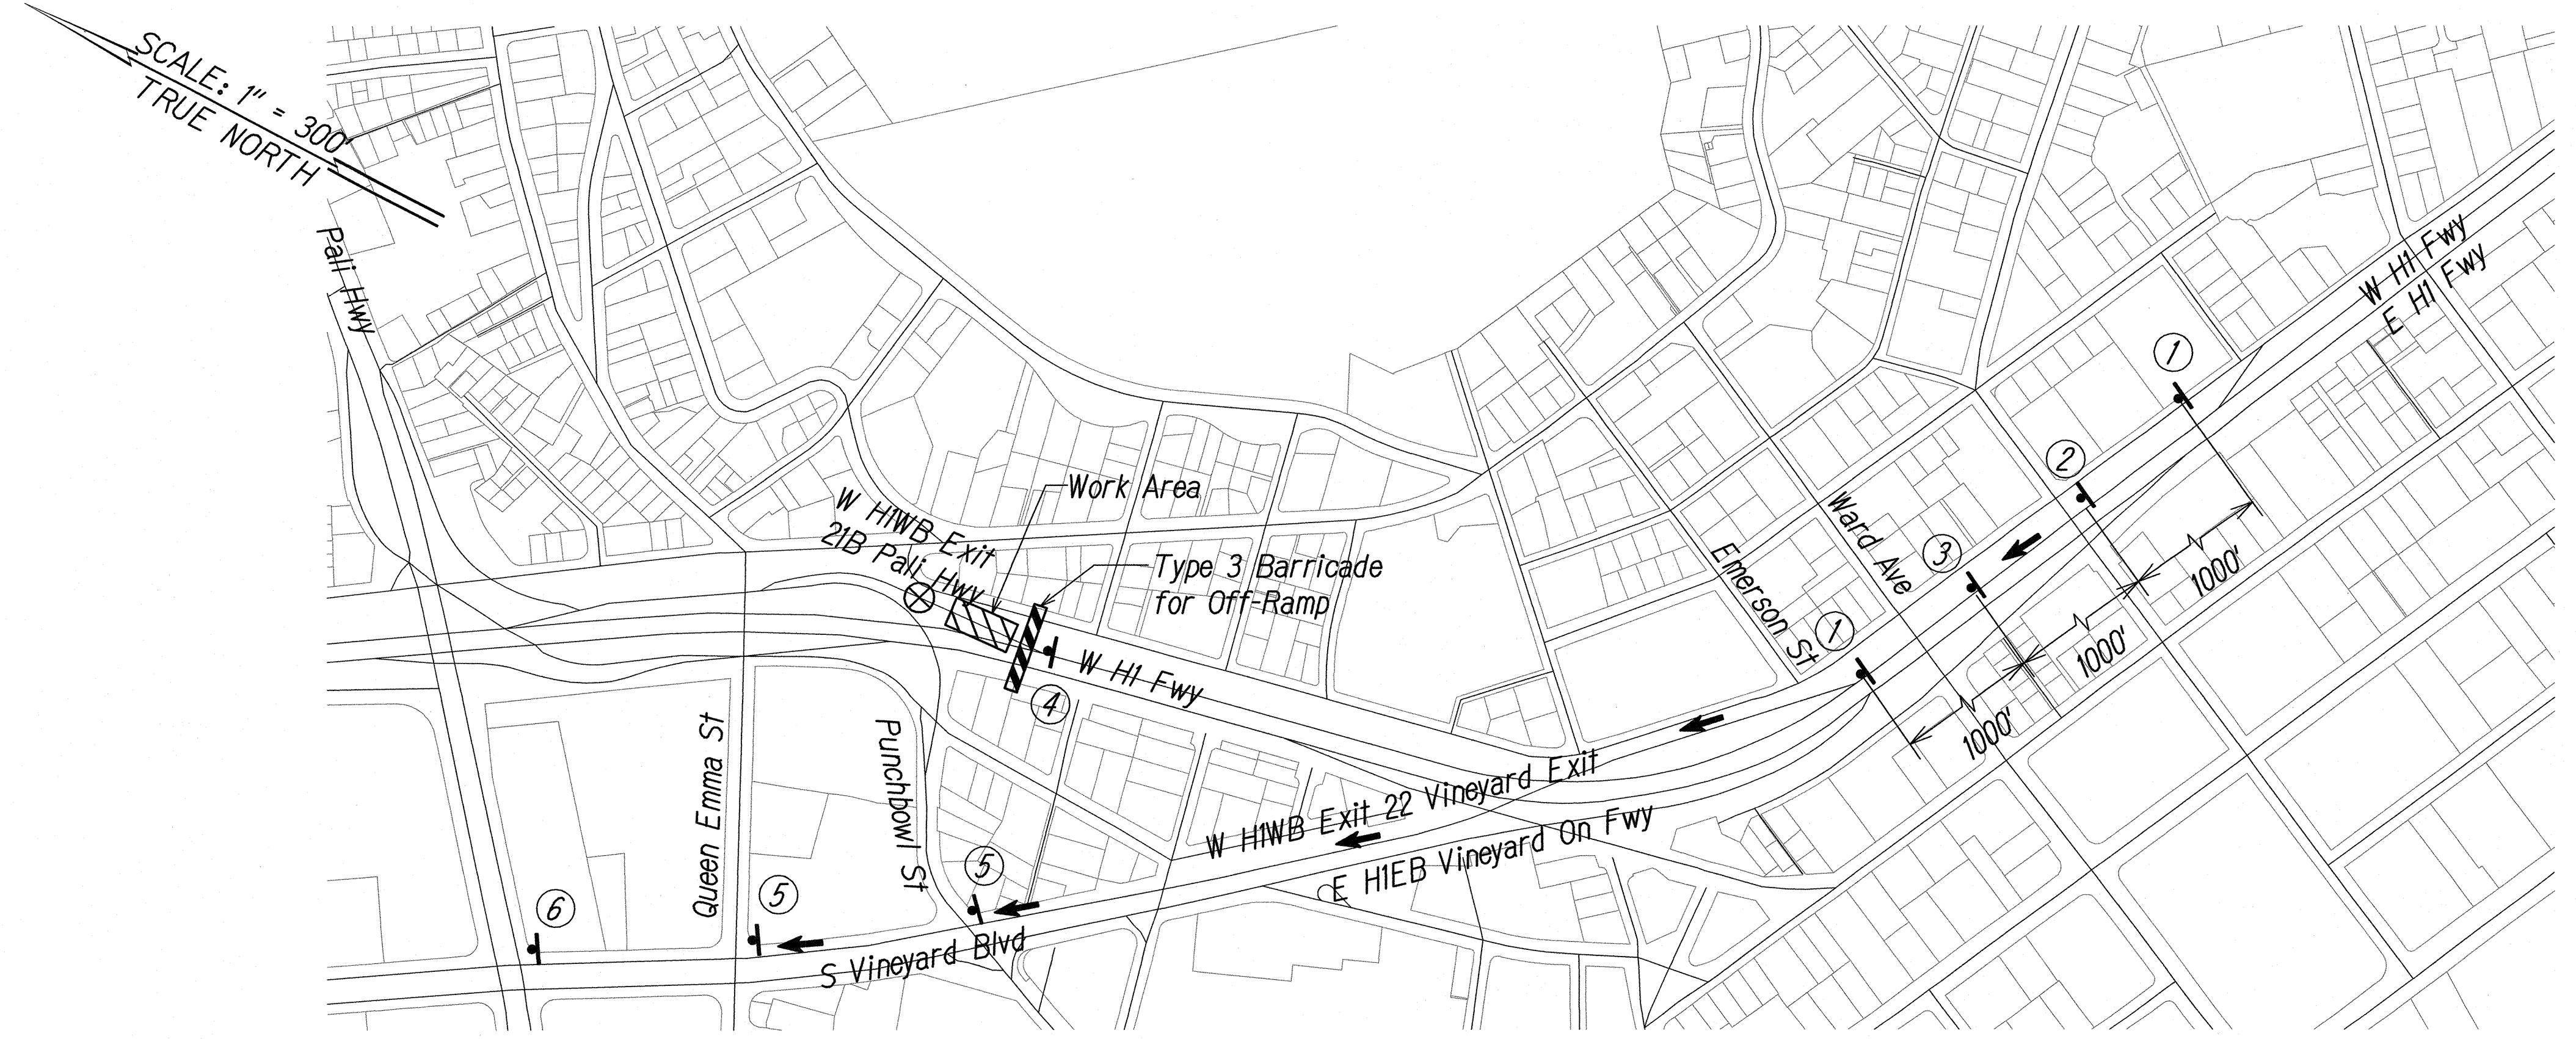 SCALE: 1" = 300'
TRUE NORTH
Pali Hwy
W H1 Fwy
E H1 Fwy
1
2
3
1
1000'
1000'
1000'
Ward Ave
Emerson St
Work Area
W H1WB Exit
21B Pali Hwy
Type 3 Barricade
for Off-Ramp
W H1 Fwy
4
W H1WB Exit 22 Vineyard Exit
E H1EB Vineyard On Fwy
Queen Emma St
Punchbowl St
5
5
6
S Vineyard Blvd